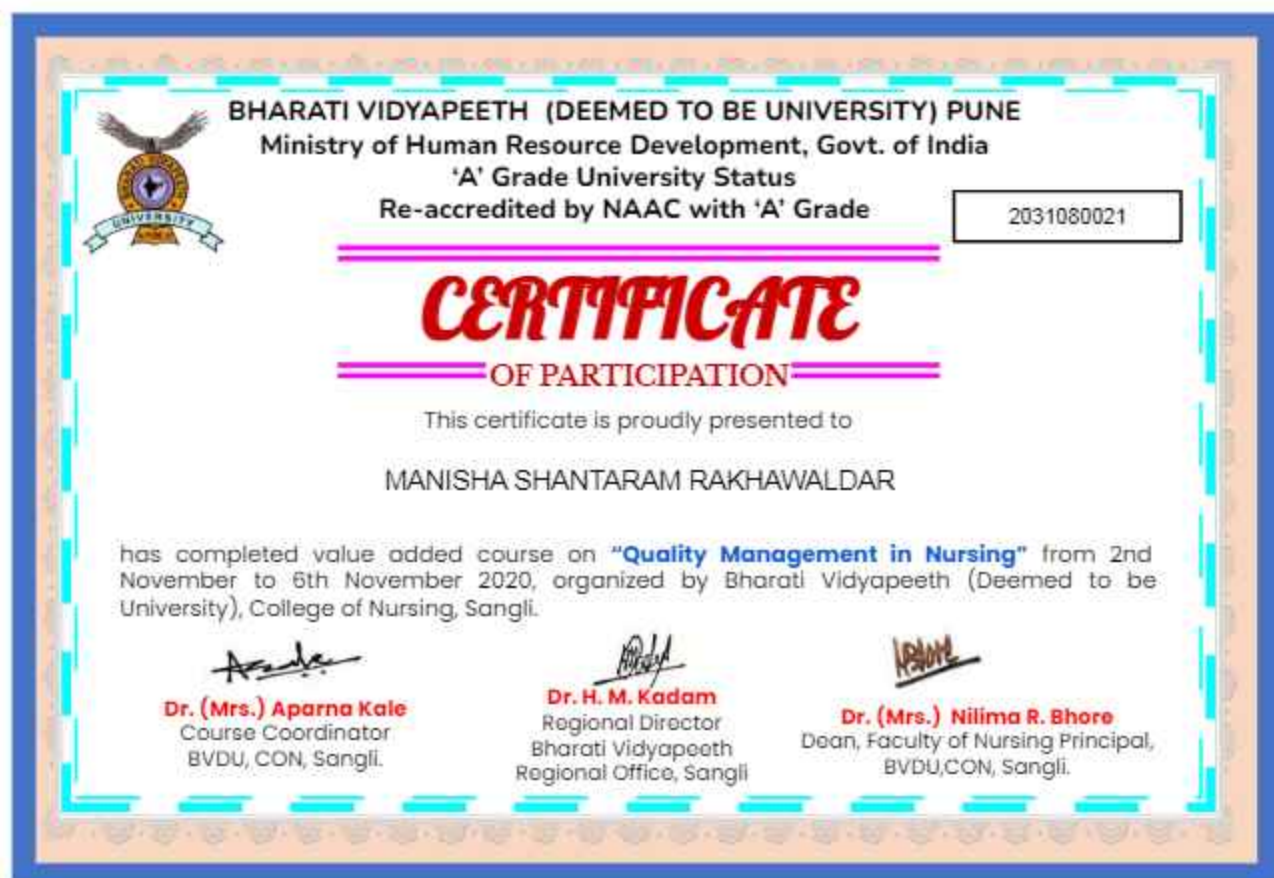 BHARATI VIDYAPEETH (DEEMED TO BE UNIVERSITY) PUNE
Ministry of Human Resource Development, Govt. of India
‘A’ Grade University Status
Re-accredited by NAAC with ‘A’ Grade
2031080021
BHARATI VIDYAPEETH
UNIVERSITY
CERTIFICATE
OF PARTICIPATION
This certificate is proudly presented to
MANISHA SHANTARAM RAKHAWALDAR
has completed value added course on “Quality Management in Nursing” from 2nd
November to 6th November 2020, organized by Bharati Vidyapeeth (Deemed to be
University), College of Nursing, Sangli.
Dr. (Mrs.) Aparna Kale
Course Coordinator
BVDU, CON, Sangli.
Dr. H. M. Kadam
Regional Director
Bharati Vidyapeeth
Regional Office, Sangli
Dr. (Mrs.) Nilima R. Bhore
Dean, Faculty of Nursing Principal,
BVDU,CON, Sangli.